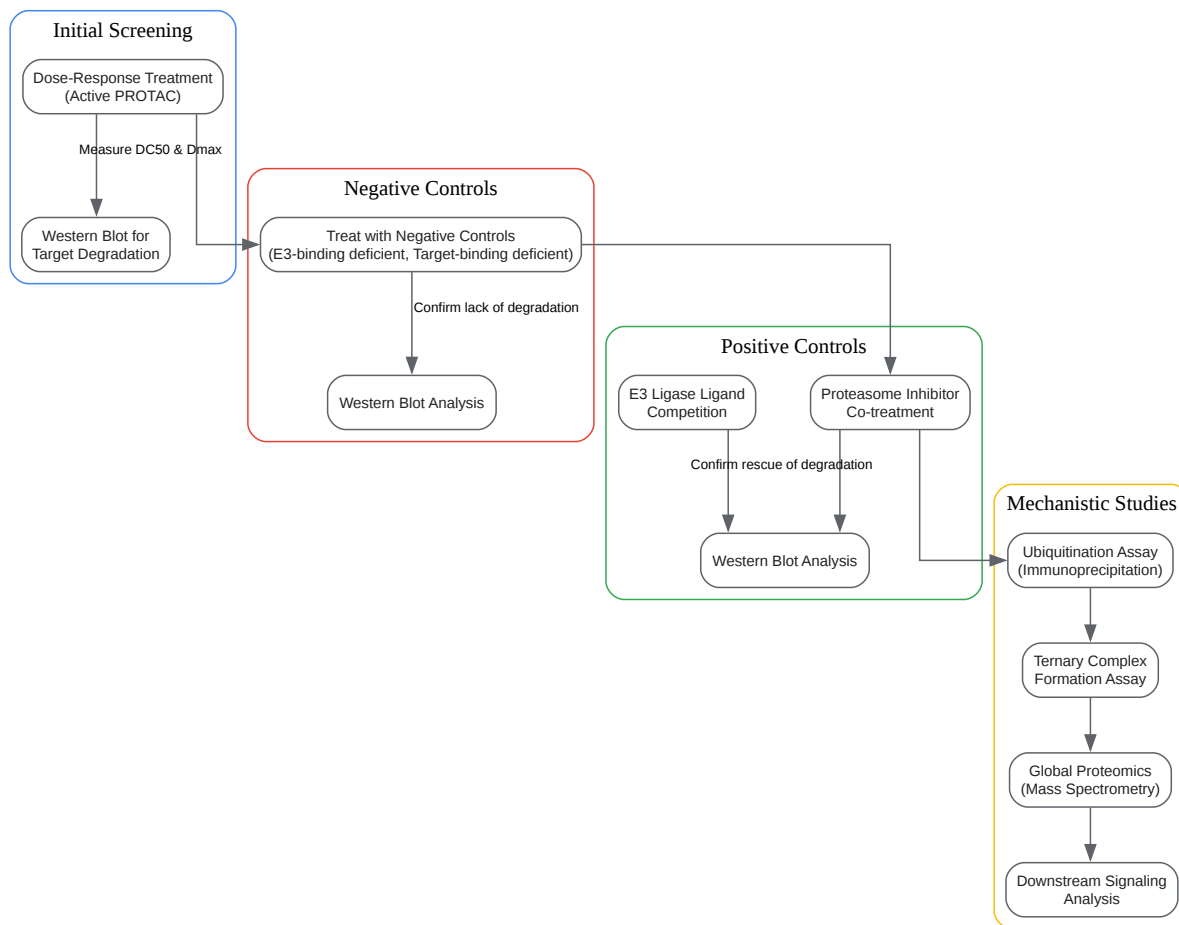 Initial Screening
Dose-Response Treatment
(Active PROTAC)
Measure DC50 & Dmax
Western Blot for
Target Degradation
Negative Controls
Treat with Negative Controls
(E3-binding deficient, Target-binding deficient)
Confirm lack of degradation
Western Blot Analysis
Positive Controls
E3 Ligase Ligand
Competition
Proteasome Inhibitor
Co-treatment
Confirm rescue of degradation
Western Blot Analysis
Mechanistic Studies
Ubiquitination Assay
(Immunoprecipitation)
Ternary Complex
Formation Assay
Global Proteomics
(Mass Spectrometry)
Downstream Signaling
Analysis